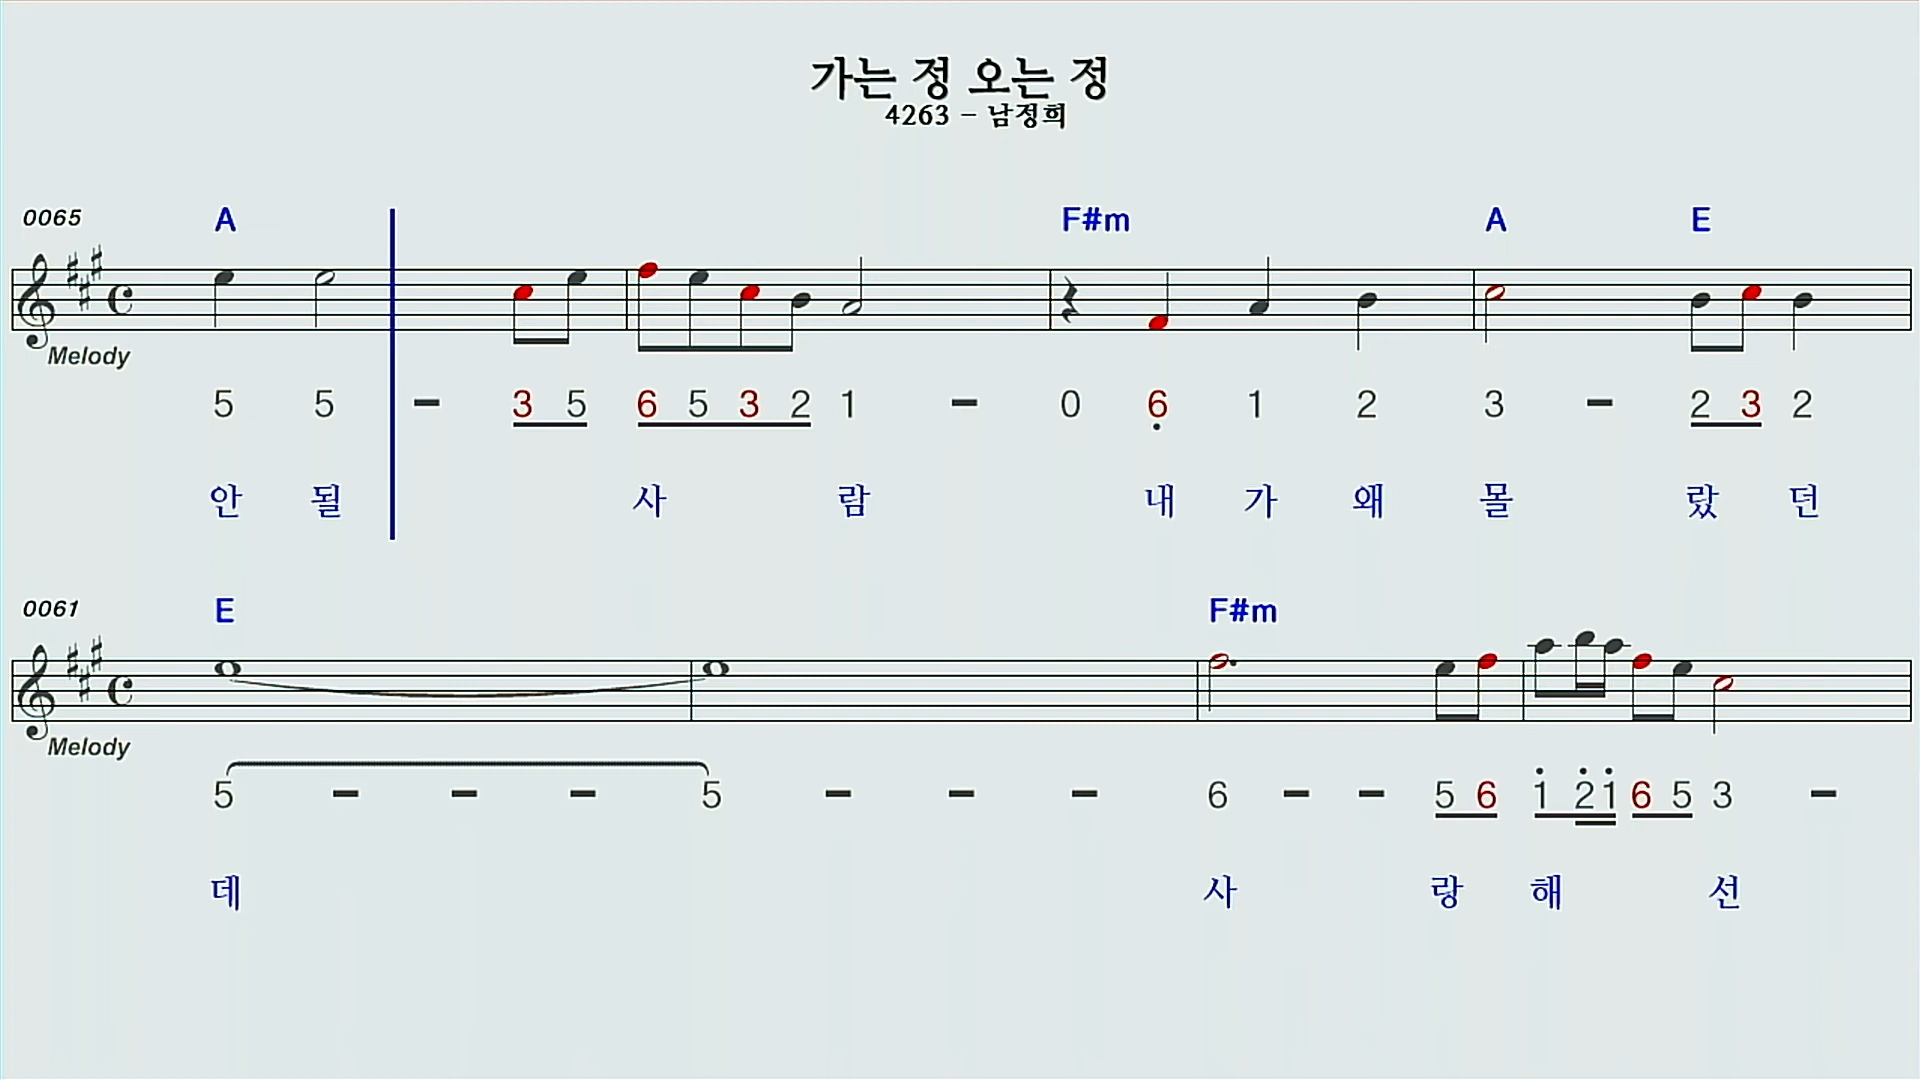 가는 정 오는 정
4263 - 남정희
0065 A F#m A E
Melody
5 5 - 3 5 6 5 3 2 1 - 0 6 1 2 3 - 2 3 2
안 될 사 람 내 가 왜 몰 랐 던
0061 E F#m
Melody
5 - - - 5 - - - 6 - - 5 6 1 2 1 6 5 3 -
데 사 랑 해 선